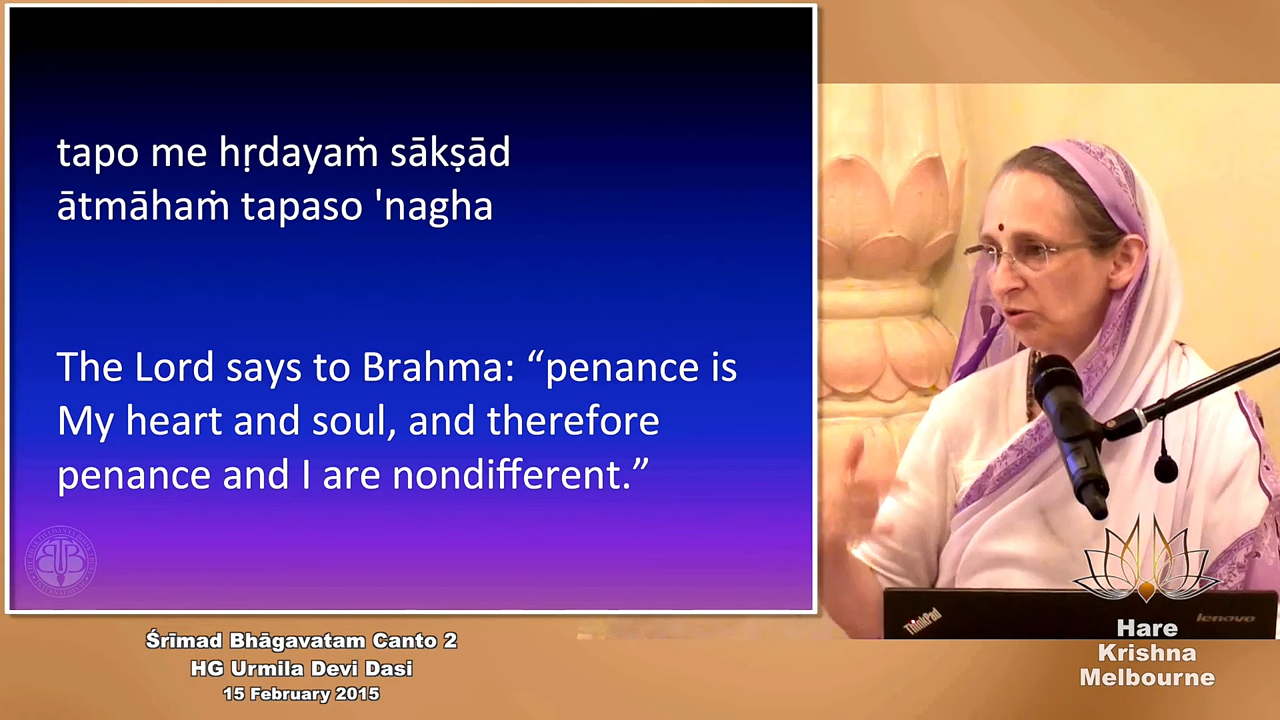 tapo me hṛdayaṁ sākṣād
ātmāhaṁ tapaso 'nagha
The Lord says to Brahma: “penance is
My heart and soul, and therefore
penance and I are nondifferent.”
Śrīmad Bhāgavatam Canto 2
HG Urmila Devi Dasi
15 February 2015
ThinkPad
lenovo
Hare
Krishna
Melbourne